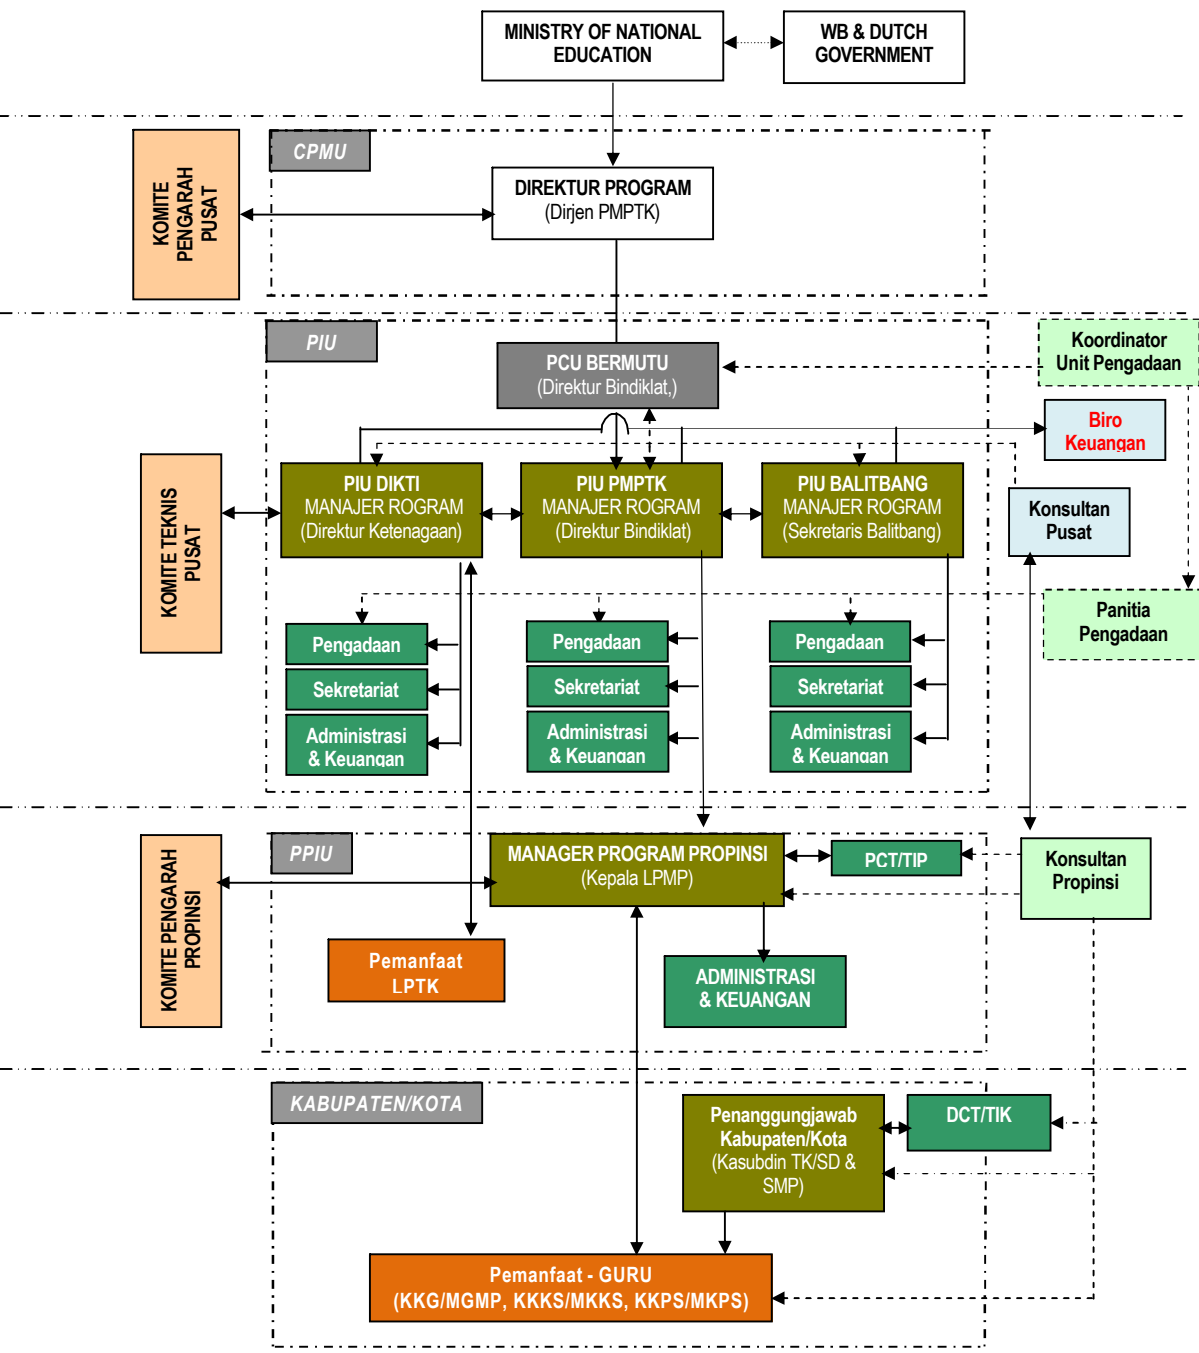 MINISTRY OF NATIONAL
EDUCATION
WB & DUTCH
GOVERNMENT
CPMU
KOMITE
PENGARAH
PUSAT
DIREKTUR PROGRAM
(Dirjen PMPTK)
PIU
PCU BERMUTU
(Direktur Bindiklat,)
Koordinator
Unit Pengadaan
Biro
Keuangan
KOMITE TEKNIS
PUSAT
PIU DIKTI
MANAJER ROGRAM
(Direktur Ketenagaan)
PIU PMPTK
MANAJER ROGRAM
(Direktur Bindiklat)
PIU BALITBANG
MANAJER ROGRAM
(Sekretaris Balitbang)
Konsultan
Pusat
Panitia
Pengadaan
Pengadaan
Sekretariat
Administrasi
& Keuangan
Pengadaan
Sekretariat
Administrasi
& Keuangan
Pengadaan
Sekretariat
Administrasi
& Keuangan
PPIU
KOMITE PENGARAH
PROPINSI
MANAGER PROGRAM PROPINSI
(Kepala LPMP)
PCT/TIP
Konsultan
Propinsi
Pemanfaat
LPTK
ADMINISTRASI
& KEUANGAN
KABUPATEN/KOTA
Penanggungjawab
Kabupaten/Kota
(Kasubdin TK/SD &
SMP)
DCT/TIK
Pemanfaat - GURU
(KKG/MGMP, KKKS/MKKS, KKPS/MKPS)